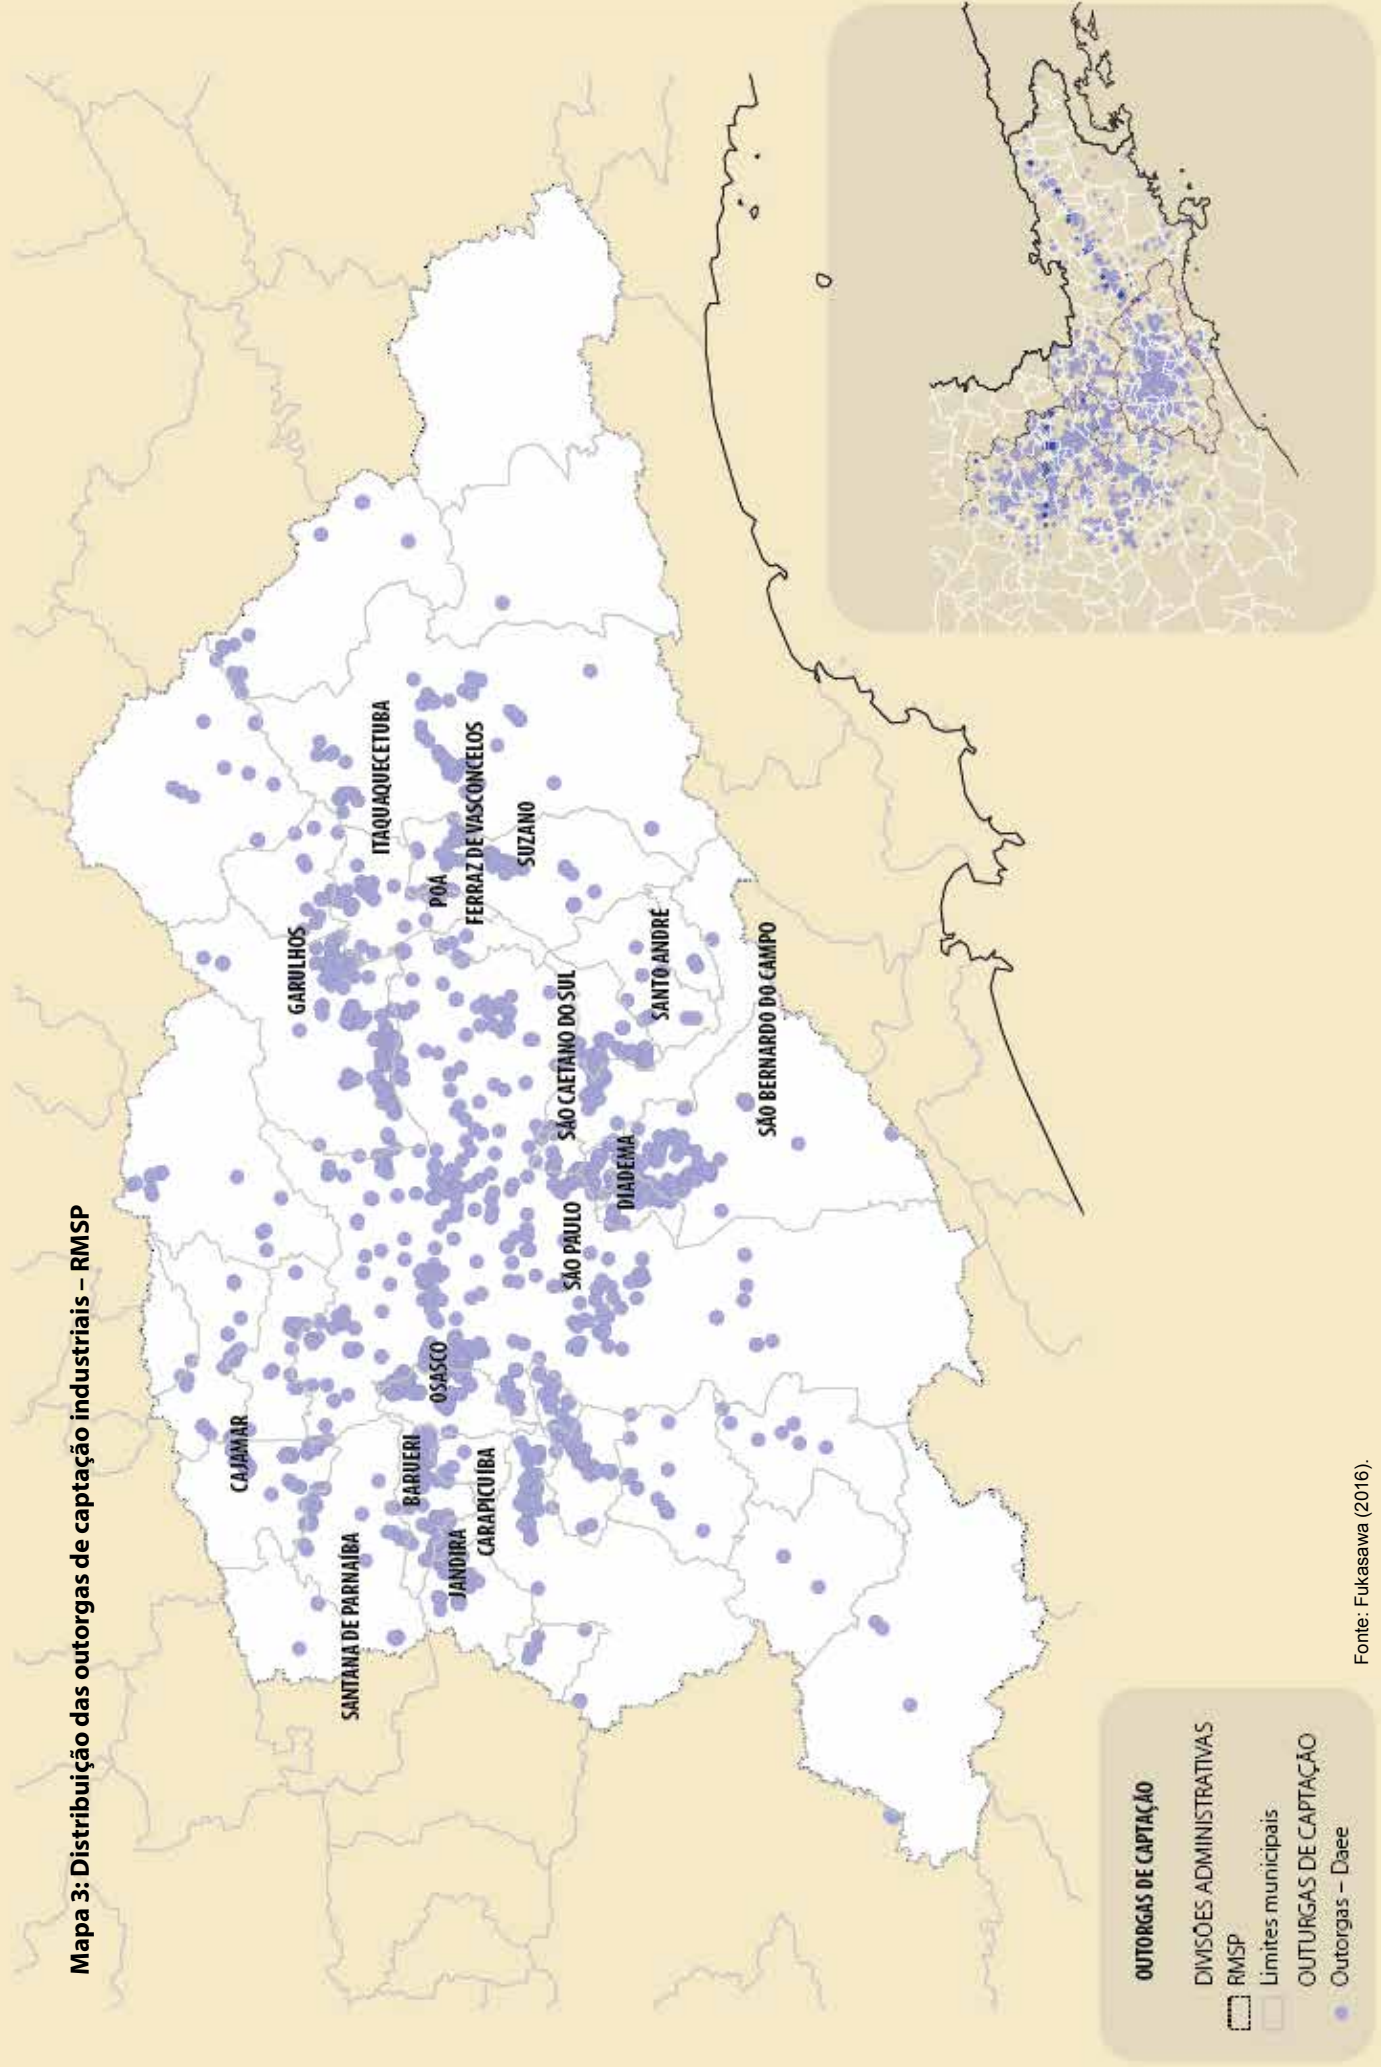 Mapa 3: Distribuição das outorgas de captação industriais – RMSP
CAJAMAR
SANTANA DE PARNAÍBA
BARUERI
OSASCO
JANDIRA
CARAPICUÍBA
GARULHOS
ITAQUAQUECETUBA
POA
FERRAZ DE VASCONCELOS
SUZANO
SÃO PAULO
SÃO CAETANO DO SUL
DIADEMA
SANTO ANDRÉ
SÃO BERNARDO DO CAMPO
OUTORGAS DE CAPTAÇÃO
DIVISÕES ADMINISTRATIVAS
RMSP
Limites municipais
OUTURGAS DE CAPTAÇÃO
Outorgas – Daee
Fonte: Fukasawa (2016).